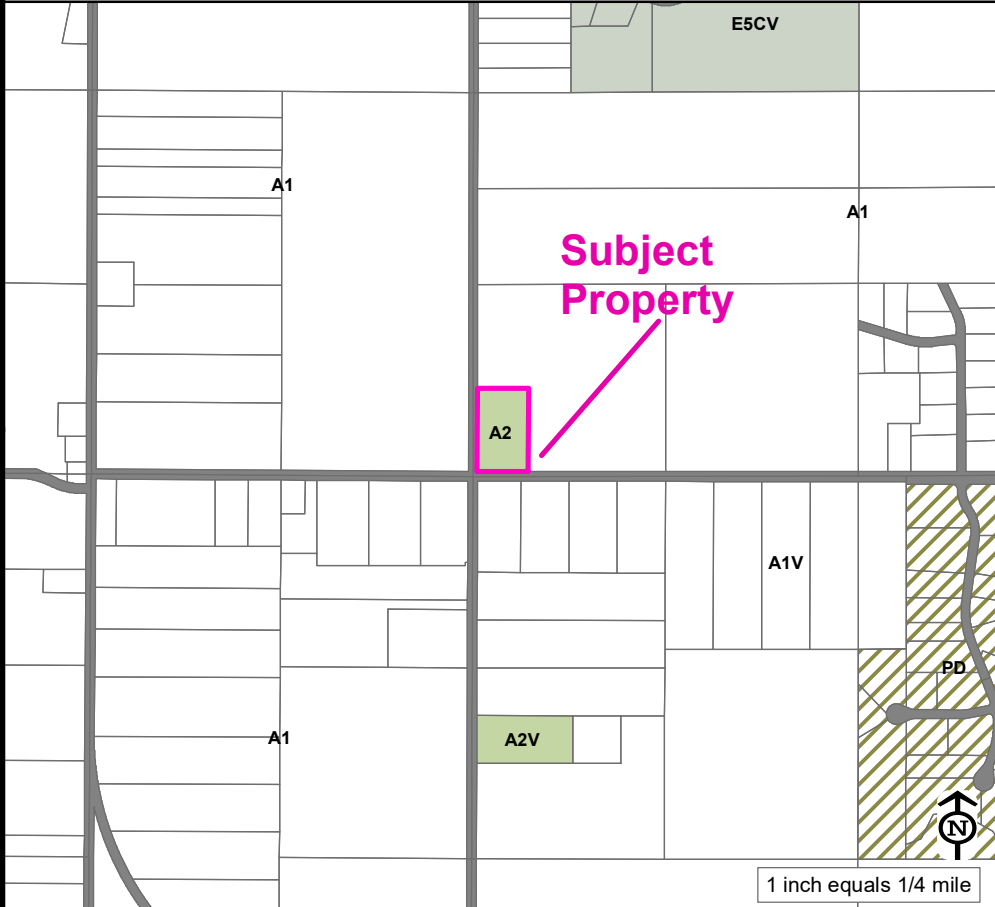 E5CV
A1
A1
Subject
Property
A2
A1V
PD
A1
A2V
N
1 inch equals 1/4 mile